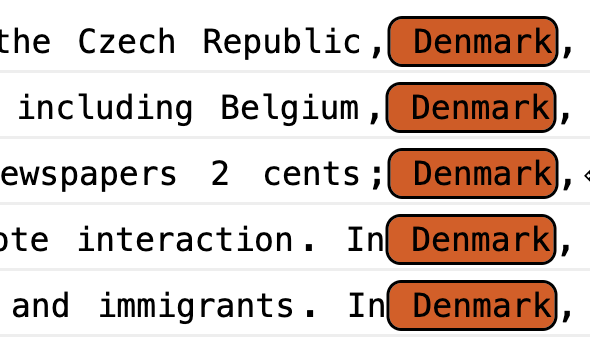 the Czech Republic, Denmark,
including Belgium, Denmark,
ewspapers 2 cents; Denmark,
ote interaction. In Denmark,
and immigrants. In Denmark,